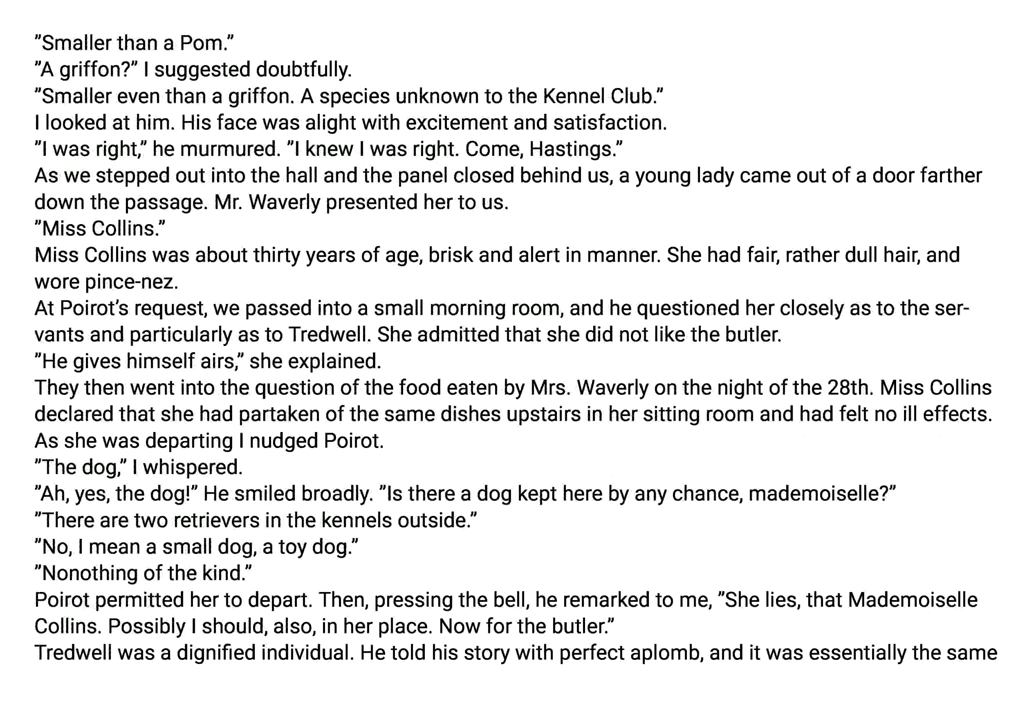 ”Smaller than a Pom.”
”A griffon?” I suggested doubtfully.
”Smaller even than a griffon. A species unknown to the Kennel Club.”
I looked at him. His face was alight with excitement and satisfaction.
”I was right,” he murmured. ”I knew I was right. Come, Hastings.”
As we stepped out into the hall and the panel closed behind us, a young lady came out of a door farther
down the passage. Mr. Waverly presented her to us.
”Miss Collins.”
Miss Collins was about thirty years of age, brisk and alert in manner. She had fair, rather dull hair, and
wore pince-nez.
At Poirot’s request, we passed into a small morning room, and he questioned her closely as to the ser-
vants and particularly as to Tredwell. She admitted that she did not like the butler.
”He gives himself airs,” she explained.
They then went into the question of the food eaten by Mrs. Waverly on the night of the 28th. Miss Collins
declared that she had partaken of the same dishes upstairs in her sitting room and had felt no ill effects.
As she was departing I nudged Poirot.
”The dog,” I whispered.
”Ah, yes, the dog!” He smiled broadly. ”Is there a dog kept here by any chance, mademoiselle?”
”There are two retrievers in the kennels outside.”
”No, I mean a small dog, a toy dog.”
”Nonothing of the kind.”
Poirot permitted her to depart. Then, pressing the bell, he remarked to me, ”She lies, that Mademoiselle
Collins. Possibly I should, also, in her place. Now for the butler.”
Tredwell was a dignified individual. He told his story with perfect aplomb, and it was essentially the same